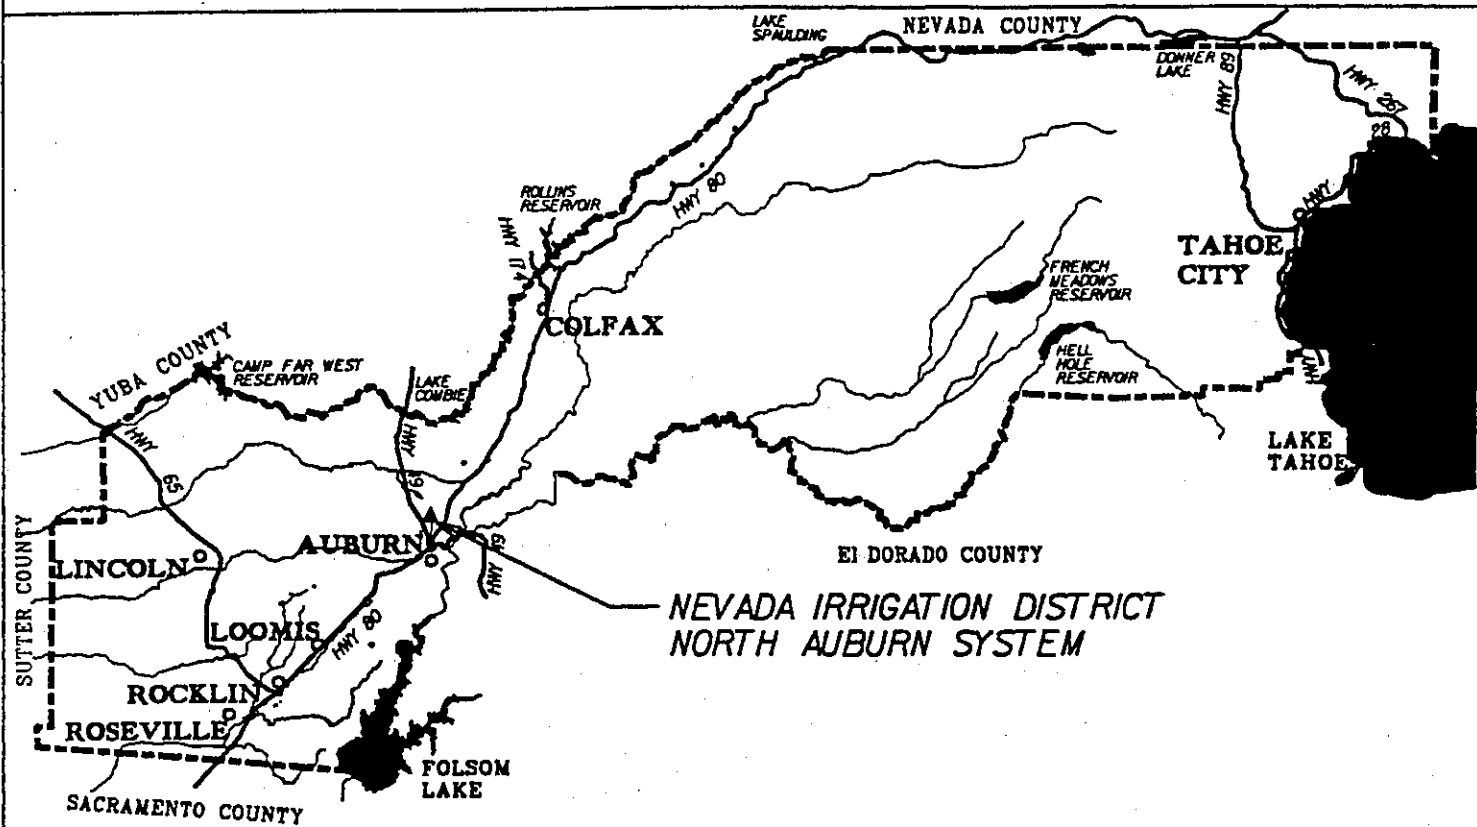 LAKE
SPAULDING
NEVADA COUNTY
DONNER
LAKE
HWY 89
HWY 267
28
HWY
ROLLINS
RESERVOIR
HWY 80
HWY 174
TAHOE
CITY
FRENCH
MEADOWS
RESERVOIR
COLFAX
YUBA COUNTY
CAMP FAR WEST
RESERVOIR
LAKE
COMBIE
HELL
HOLE
RESERVOIR
HWY
HWY
65
HWY 49
LAKE
TAHOE
SUTTER COUNTY
AUBURN
HWY 49
LINCOLN
El DORADO COUNTY
NEVADA IRRIGATION DISTRICT
NORTH AUBURN SYSTEM
LOOMIS
HWY 80
ROCKLIN
ROSEVILLE
FOLSOM
LAKE
SACRAMENTO COUNTY